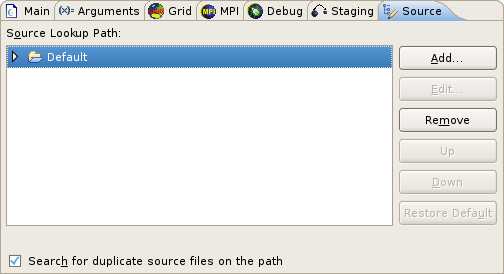 Main Arguments Grid MPI Debug Staging Source
Source Lookup Path:
Default
Add...
Edit...
Remove
Up
Down
Restore Default
Search for duplicate source files on the path